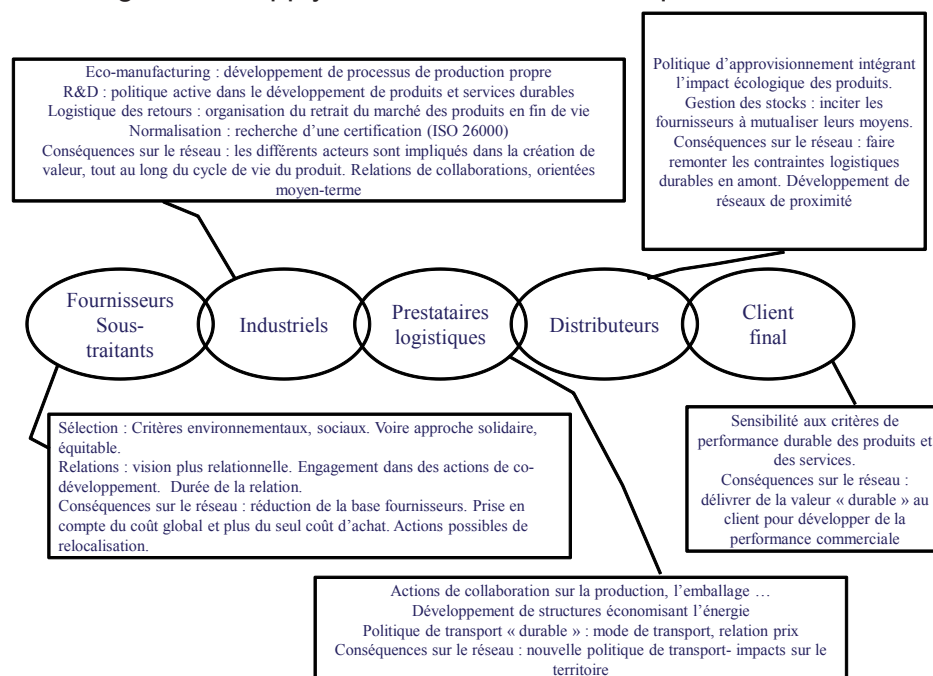 Eco-manufacturing : développement de processus de production propre
R&D : politique active dans le développement de produits et services durables
Logistique des retours : organisation du retrait du marché des produits en fin de vie
Normalisation : recherche d’une certification (ISO 26000)
Conséquences sur le réseau : les différents acteurs sont impliqués dans la création de
valeur, tout au long du cycle de vie du produit. Relations de collaborations, orientées
moyen-terme
Politique d’approvisionnement intégrant
l’impact écologique des produits.
Gestion des stocks : inciter les
fournisseurs à mutualiser leurs moyens.
Conséquences sur le réseau : faire
remonter les contraintes logistiques
durables en amont. Développement de
réseaux de proximité
Fournisseurs
Sous-
traitants
Industriels
Prestataires
logistiques
Distributeurs
Client
final
Sélection : Critères environnementaux, sociaux. Voire approche solidaire,
équitable.
Relations : vision plus relationnelle. Engagement dans des actions de co-
développement. Durée de la relation.
Conséquences sur le réseau : réduction de la base fournisseurs. Prise en
compte du coût global et plus du seul coût d’achat. Actions possibles de
relocalisation.
Sensibilité aux critères de
performance durable des produits et
des services.
Conséquences sur le réseau :
délivrer de la valeur « durable » au
client pour développer de la
performance commerciale
Actions de collaboration sur la production, l’emballage …
Développement de structures économisant l’énergie
Politique de transport « durable » : mode de transport, relation prix
Conséquences sur le réseau : nouvelle politique de transport- impacts sur le
territoire